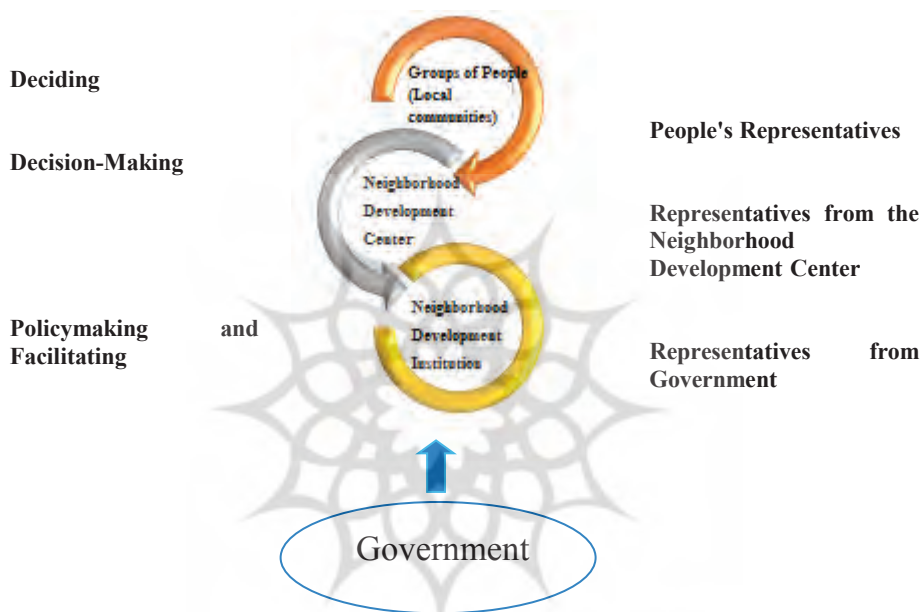 Deciding
Decision-Making
Policymaking and
Facilitating
Groups of People
(Local
communities)
Neighborhood
Development
Center
Neighborhood
Development
Institution
People's Representatives
Representatives from the
Neighborhood
Development Center
Representatives from
Government
Government